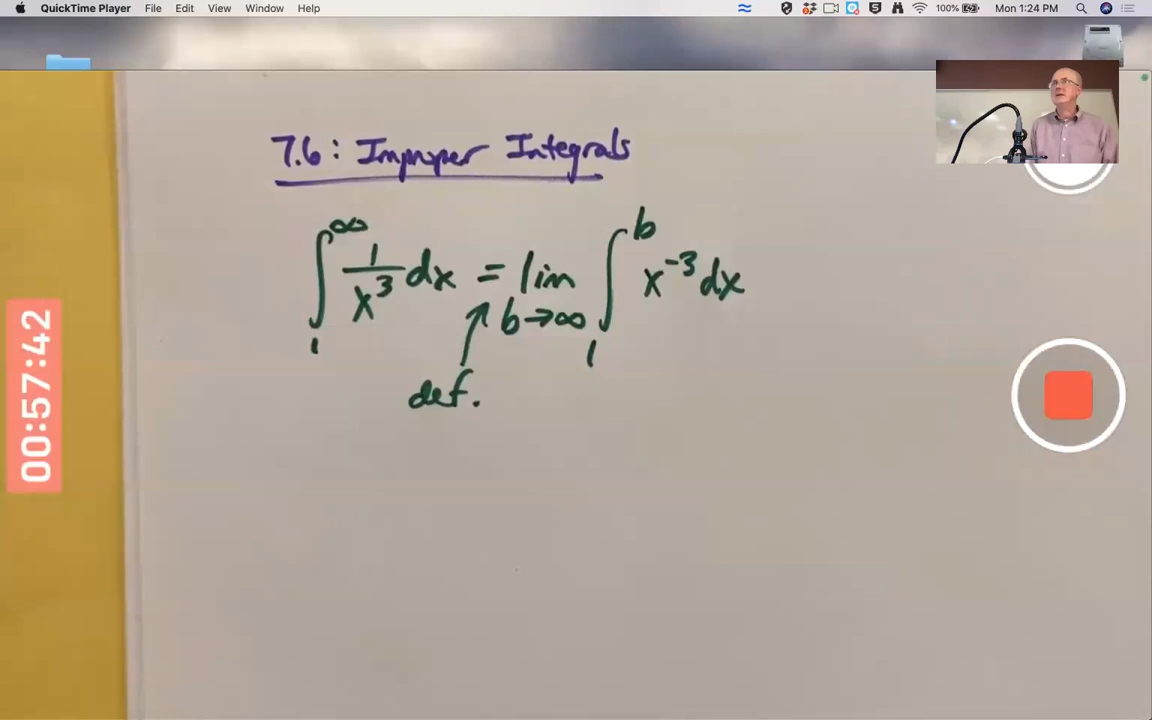 QuickTime Player File Edit View Window Help 100% Mon 1:24 PM
7.6: Improper Integrals
∫₁^∞ 1/x³ dx = lim b→∞ ∫₁^b x⁻³ dx
def.
00:57:42